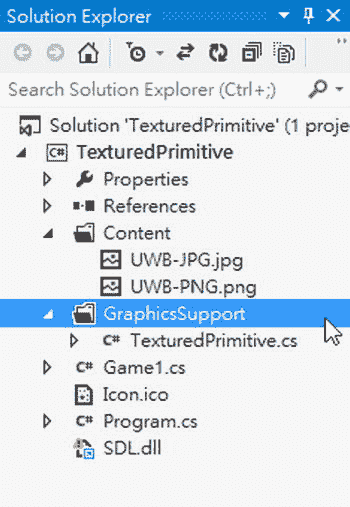 Solution Explorer
Search Solution Explorer (Ctrl+;)
Solution 'TexturedPrimitive' (1 proje
C# TexturedPrimitive
Properties
References
Content
UWB-JPG.jpg
UWB-PNG.png
GraphicsSupport
C# TexturedPrimitive.cs
C# Game1.cs
Icon.ico
C# Program.cs
SDL.dll